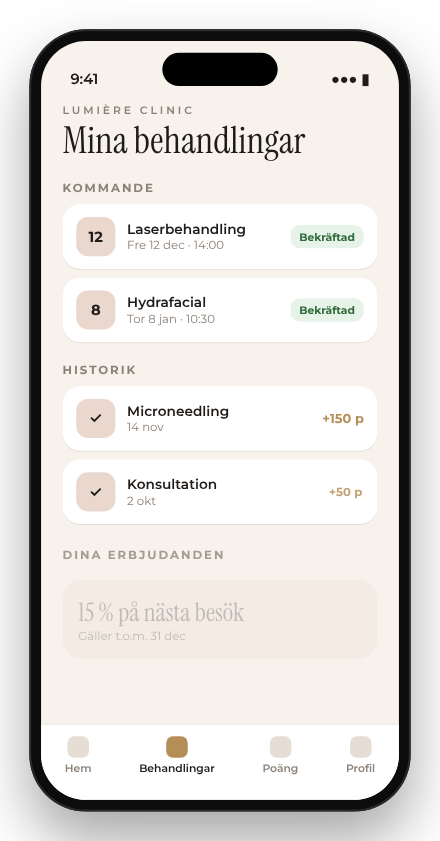 9:41
LUMIÈRE CLINIC
Mina behandlingar
KOMMANDE
12
Laserbehandling
Fre 12 dec · 14:00
Bekräftad
8
Hydrafacial
Tor 8 jan · 10:30
Bekräftad
HISTORIK
Microneedling
14 nov
+150 p
Konsultation
2 okt
+50 p
DINA ERBJUDANDEN
15 % på nästa besök
Gäller t.o.m. 31 dec
Hem
Behandlingar
Poäng
Profil